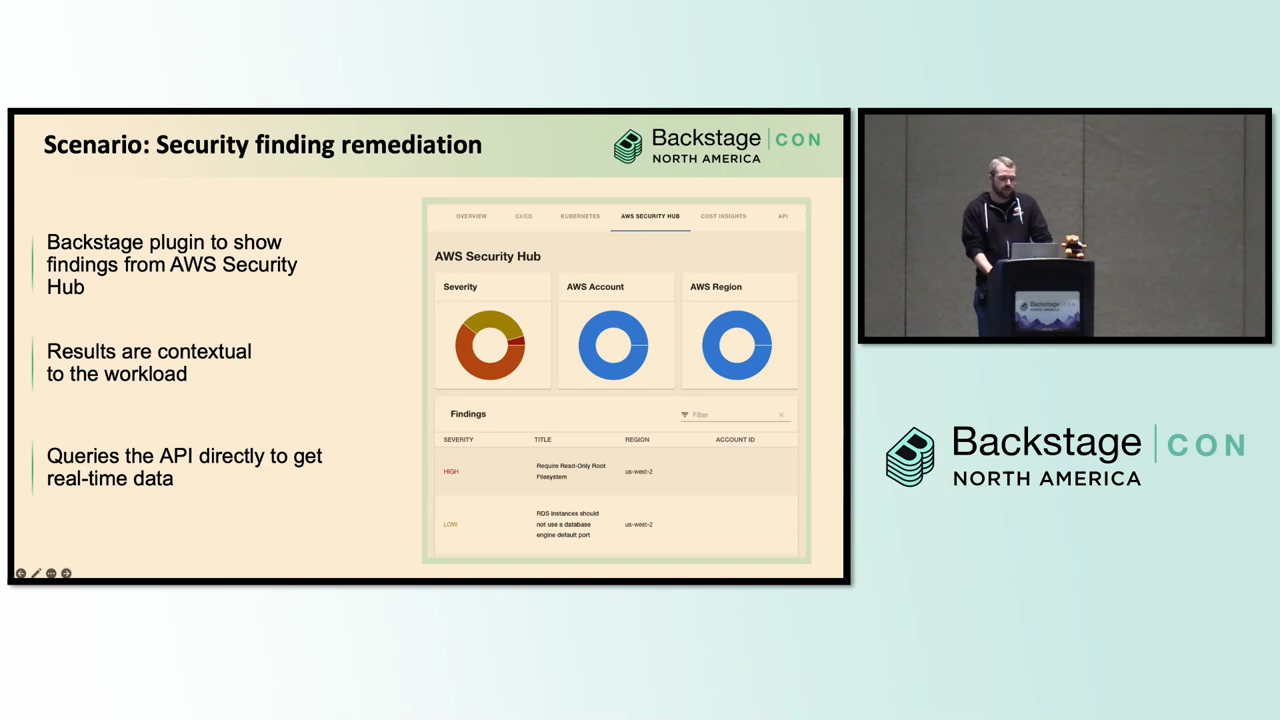 Scenario: Security finding remediation
Backstage CON
NORTH AMERICA
Backstage plugin to show
findings from AWS Security
Hub
Results are contextual
to the workload
Queries the API directly to get
real-time data
OVERVIEW CI/CD KUBERNETES AWS SECURITY HUB COST INSIGHTS API
AWS Security Hub
Severity AWS Account AWS Region
Findings Filter
SEVERITY TITLE REGION ACCOUNT ID
HIGH Require Read-Only Root us-west-2
Filesystem
LOW RDS instances should us-west-2
not use a database
engine default port
Backstage
NORTH AMERICA
Backstage CON
NORTH AMERICA